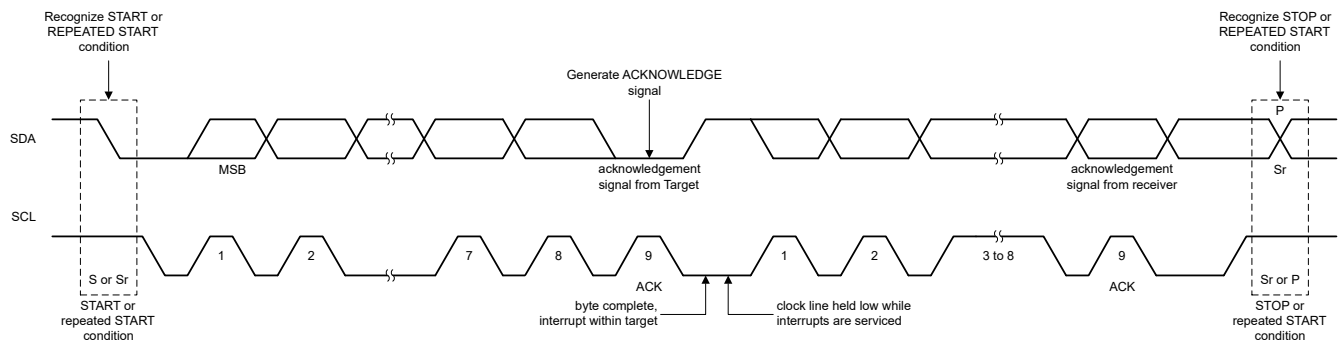 Recognize START or
REPEATED START
condition
Recognize STOP or
REPEATED START
condition
Generate ACKNOWLEDGE
signal
P
SDA
MSB
acknowledgement
signal from Target
acknowledgement
signal from receiver
Sr
SCL
1
2
7
8
9
1
2
3 to 8
9
S or Sr
ACK
ACK
Sr or P
START or
repeated START
condition
byte complete,
interrupt within target
clock line held low while
interrupts are serviced
STOP or
repeated START
condition